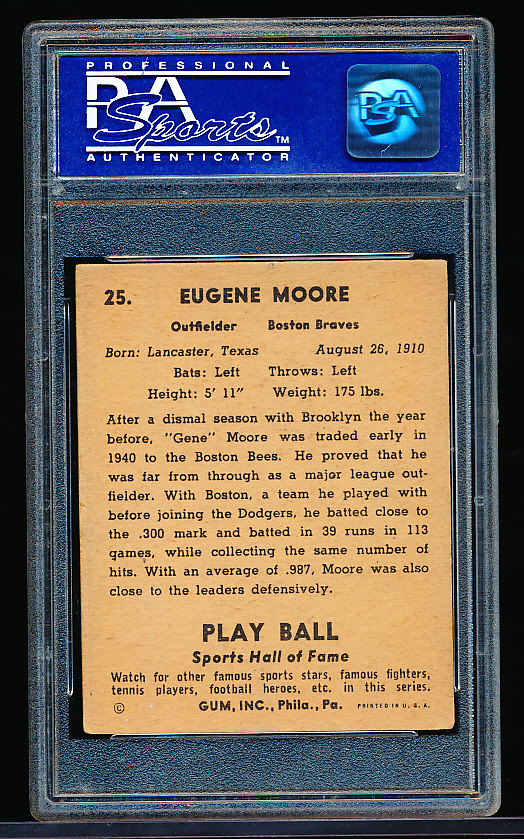 PROFESSIONAL
PSA
Sports™
AUTHENTICATOR
PSA
25. EUGENE MOORE
Outfielder Boston Braves
Born: Lancaster, Texas August 26, 1910
Bats: Left Throws: Left
Height: 5' 11" Weight: 175 lbs.
After a dismal season with Brooklyn the year
before, "Gene" Moore was traded early in
1940 to the Boston Bees. He proved that he
was far from through as a major league out-
fielder. With Boston, a team he played with
before joining the Dodgers, he batted close to
the .300 mark and batted in 39 runs in 113
games, while collecting the same number of
hits. With an average of .987, Moore was also
close to the leaders defensively.
PLAY BALL
Sports Hall of Fame
Watch for other famous sports stars, famous fighters,
tennis players, football heroes, etc. in this series.
© GUM, INC., Phila., Pa. PRINTED IN U. S. A.